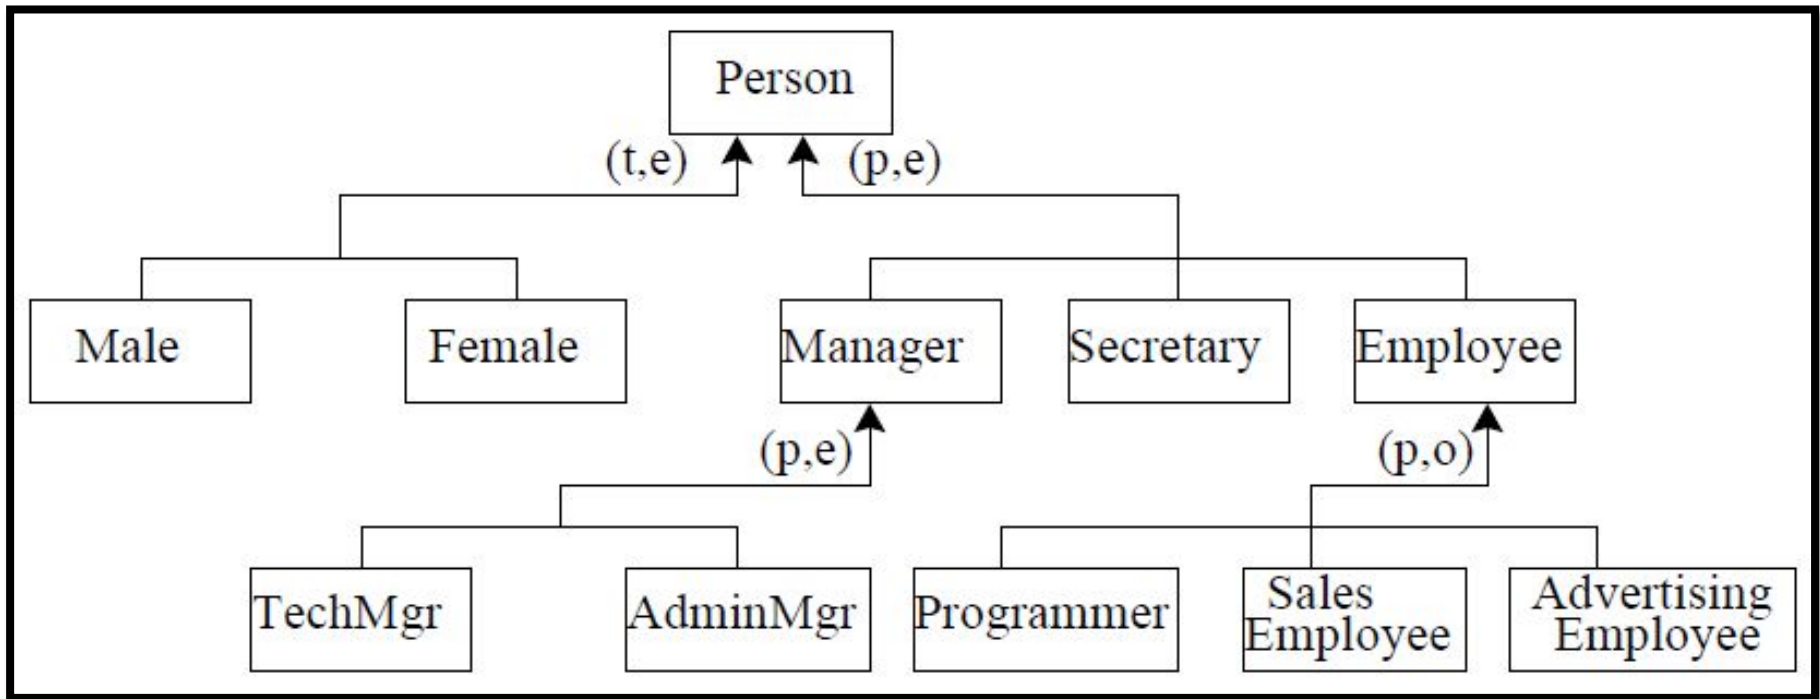 Person
(t,e)
(p,e)
Male
Female
Manager
Secretary
Employee
(p,e)
(p,o)
TechMgr
AdminMgr
Programmer
Sales
Employee
Advertising
Employee